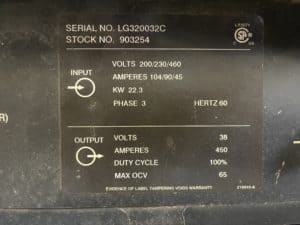 SERIAL NO. LG320032C
STOCK NO. 903254
INPUT
VOLTS 200/230/460
AMPERES 104/90/45
KW 22.3
PHASE 3 HERTZ 60
OUTPUT
VOLTS 38
AMPERES 450
DUTY CYCLE 100%
MAX OCV 65
EVIDENCE OF LABEL TAMPERING VOIDS WARRANTY
R)